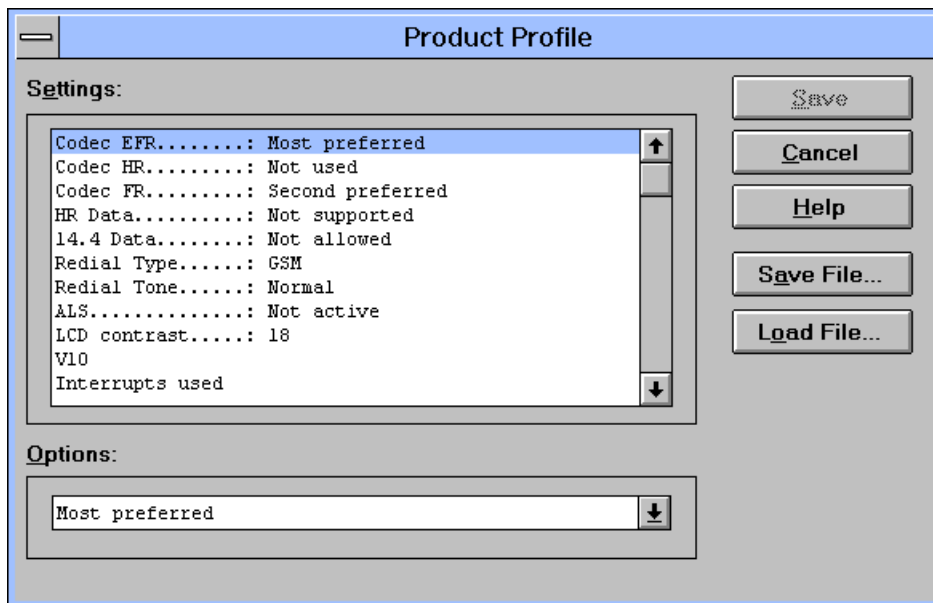 Product Profile
Settings:
Codec EFR........: Most preferred
Codec HR.........: Not used
Codec FR.........: Second preferred
HR Data..........: Not supported
14.4 Data........: Not allowed
Redial Type......: GSM
Redial Tone......: Normal
ALS..............: Not active
LCD contrast.....: 18
V10
Interrupts used
Options:
Most preferred
Save
Cancel
Help
Save File...
Load File...